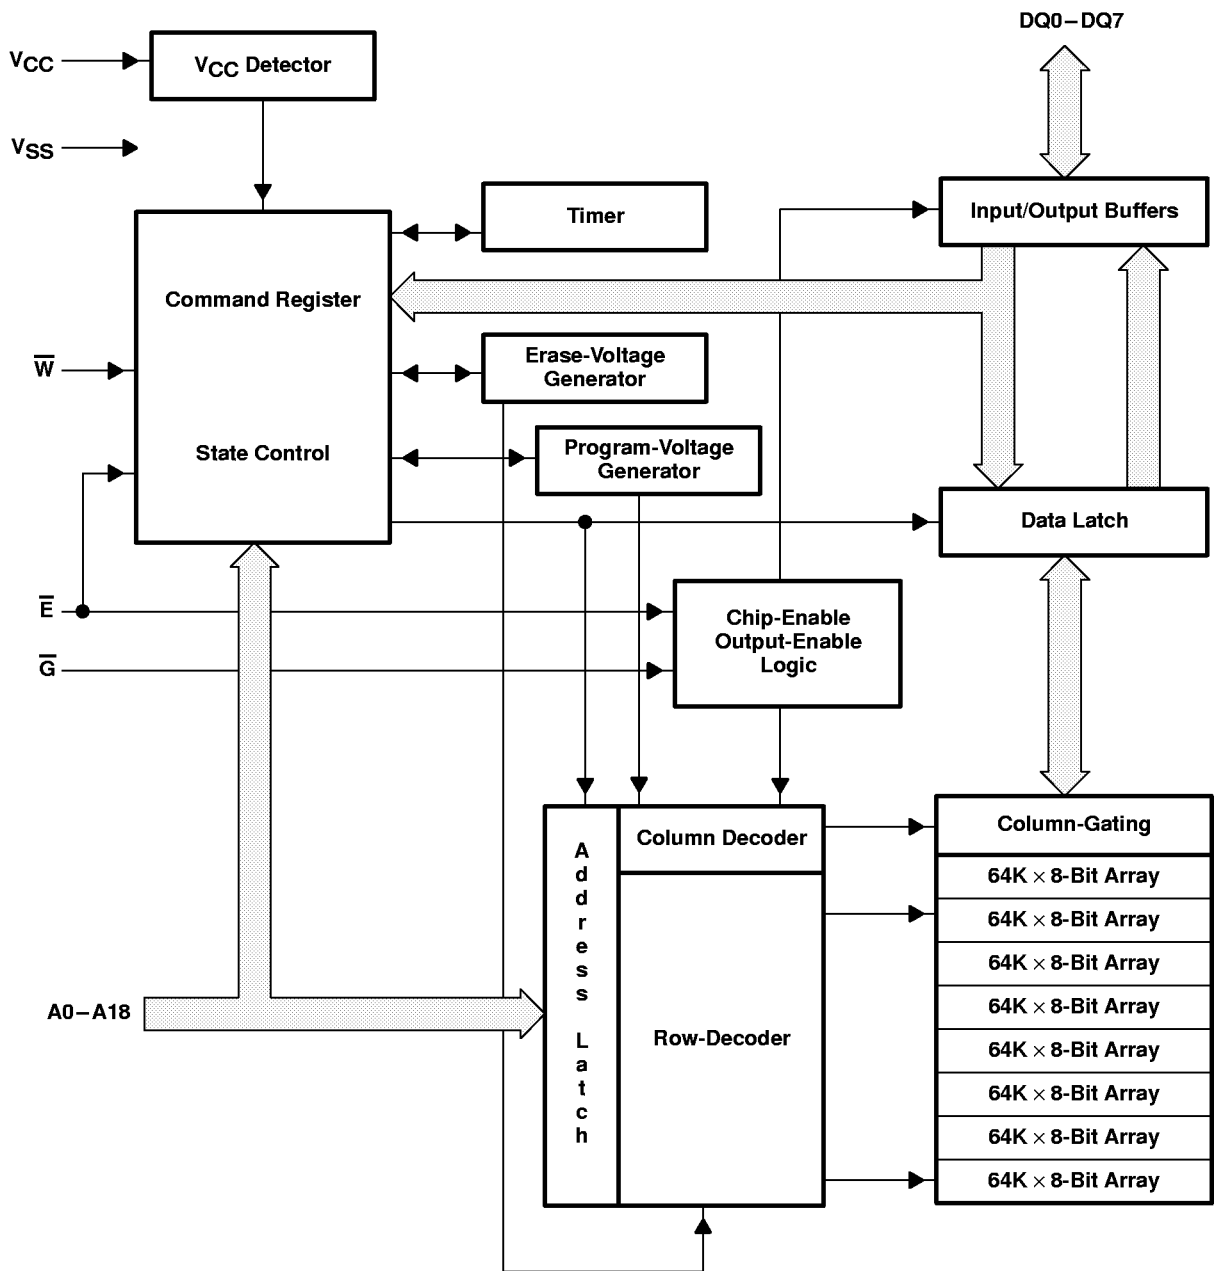 DQ0–DQ7
VCC
VCC Detector
VSS
Timer
Input/Output Buffers
Command Register
W̅
Erase-Voltage
Generator
State Control
Program-Voltage
Generator
Data Latch
E̅
Chip-Enable
Output-Enable
Logic
G̅
Address Latch
Column Decoder
Column-Gating
64K × 8-Bit Array
64K × 8-Bit Array
64K × 8-Bit Array
64K × 8-Bit Array
A0–A18
Row-Decoder
64K × 8-Bit Array
64K × 8-Bit Array
64K × 8-Bit Array
64K × 8-Bit Array